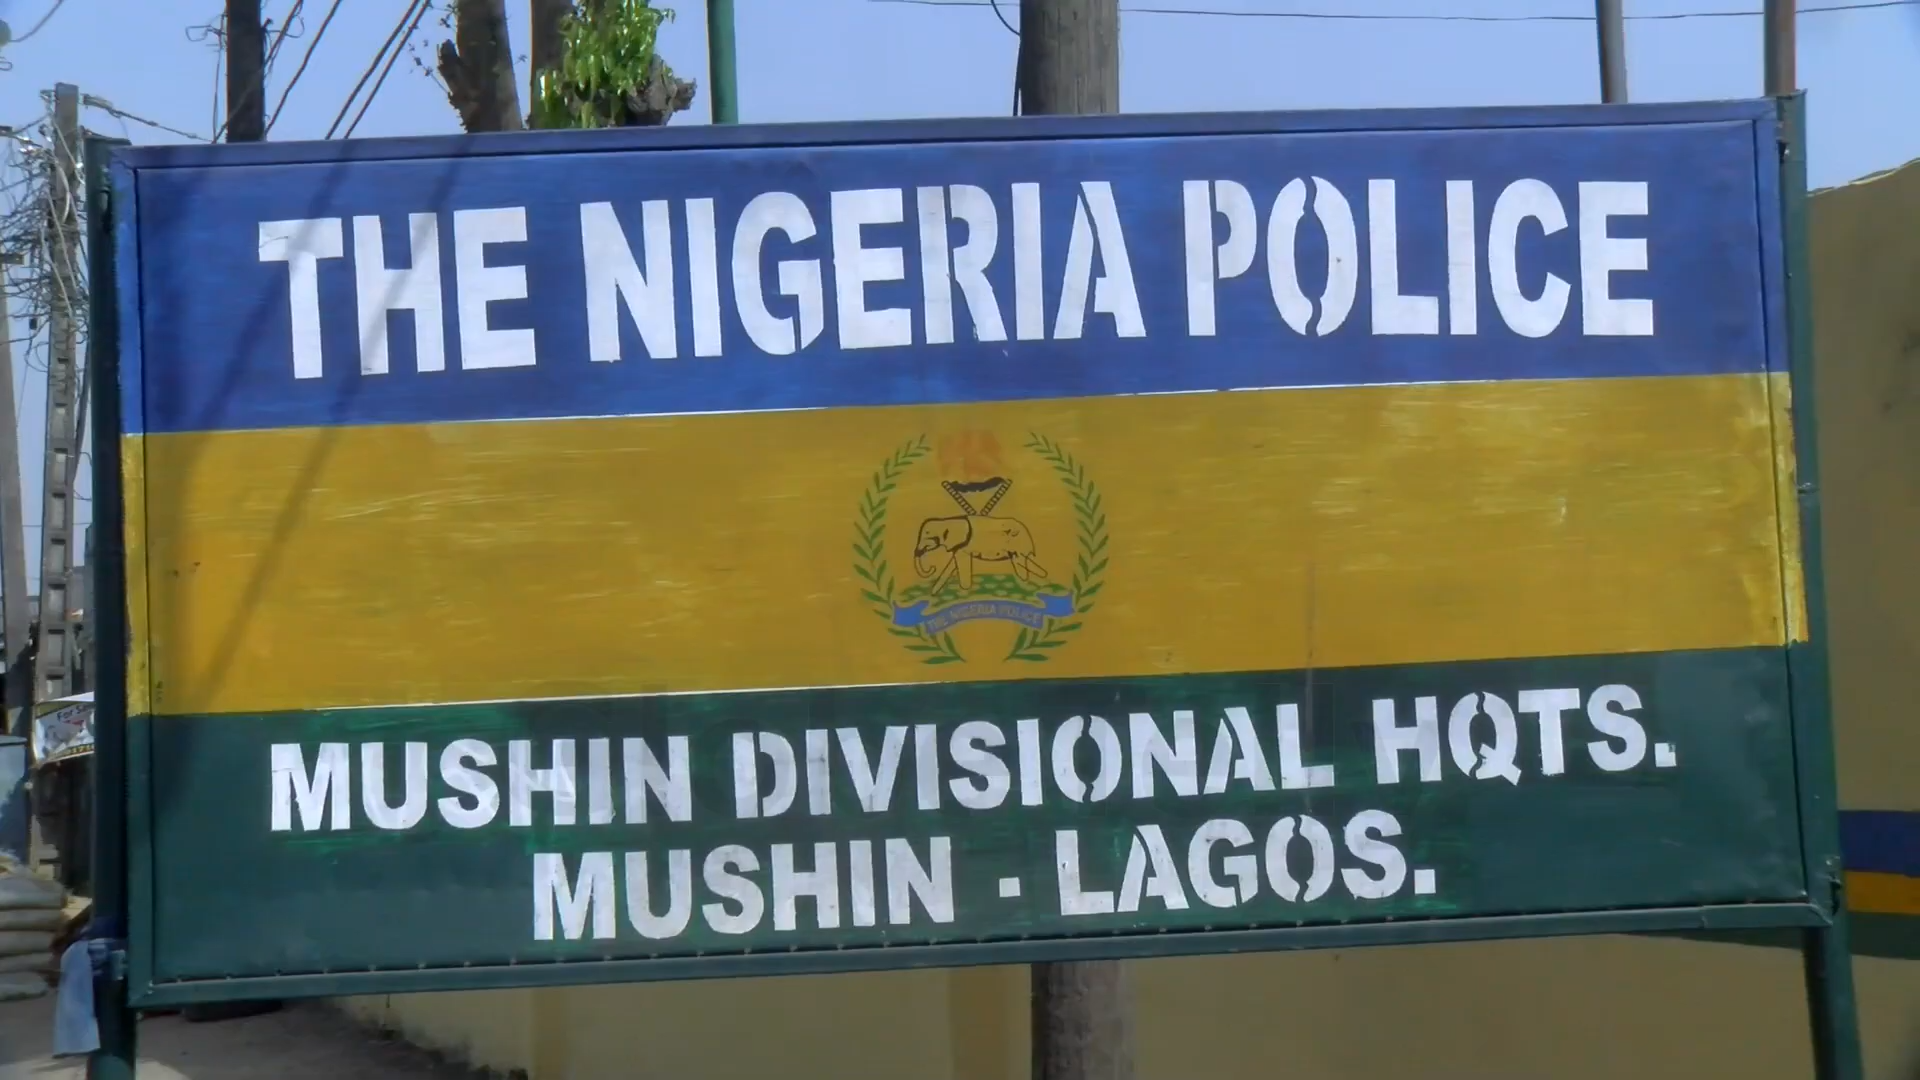 THE NIGERIA POLICE
THE NIGERIA POLICE
MUSHIN DIVISIONAL HQTS.
MUSHIN - LAGOS.